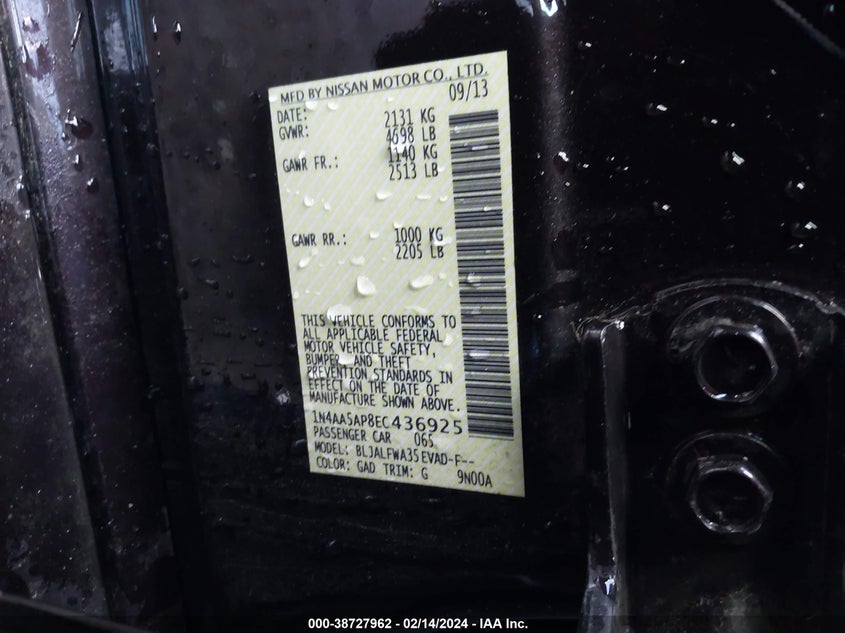 MFD BY NISSAN MOTOR CO., LTD.
DATE: 09/13
GVWR: 2131 KG
4698 LB
GAWR FR.: 1140 KG
2513 LB
GAWR RR.: 1000 KG
2205 LB
THIS VEHICLE CONFORMS TO
ALL APPLICABLE FEDERAL
MOTOR VEHICLE SAFETY,
BUMPER, AND THEFT
PREVENTION STANDARDS IN
EFFECT ON THE DATE OF
MANUFACTURE SHOWN ABOVE.
1N4AA5AP8EC436925
PASSENGER CAR 065
MODEL: BLJALFWA35EVAD-F--
COLOR: GAD TRIM: G 9N00A
000-38727962 - 02/14/2024 - IAA Inc.